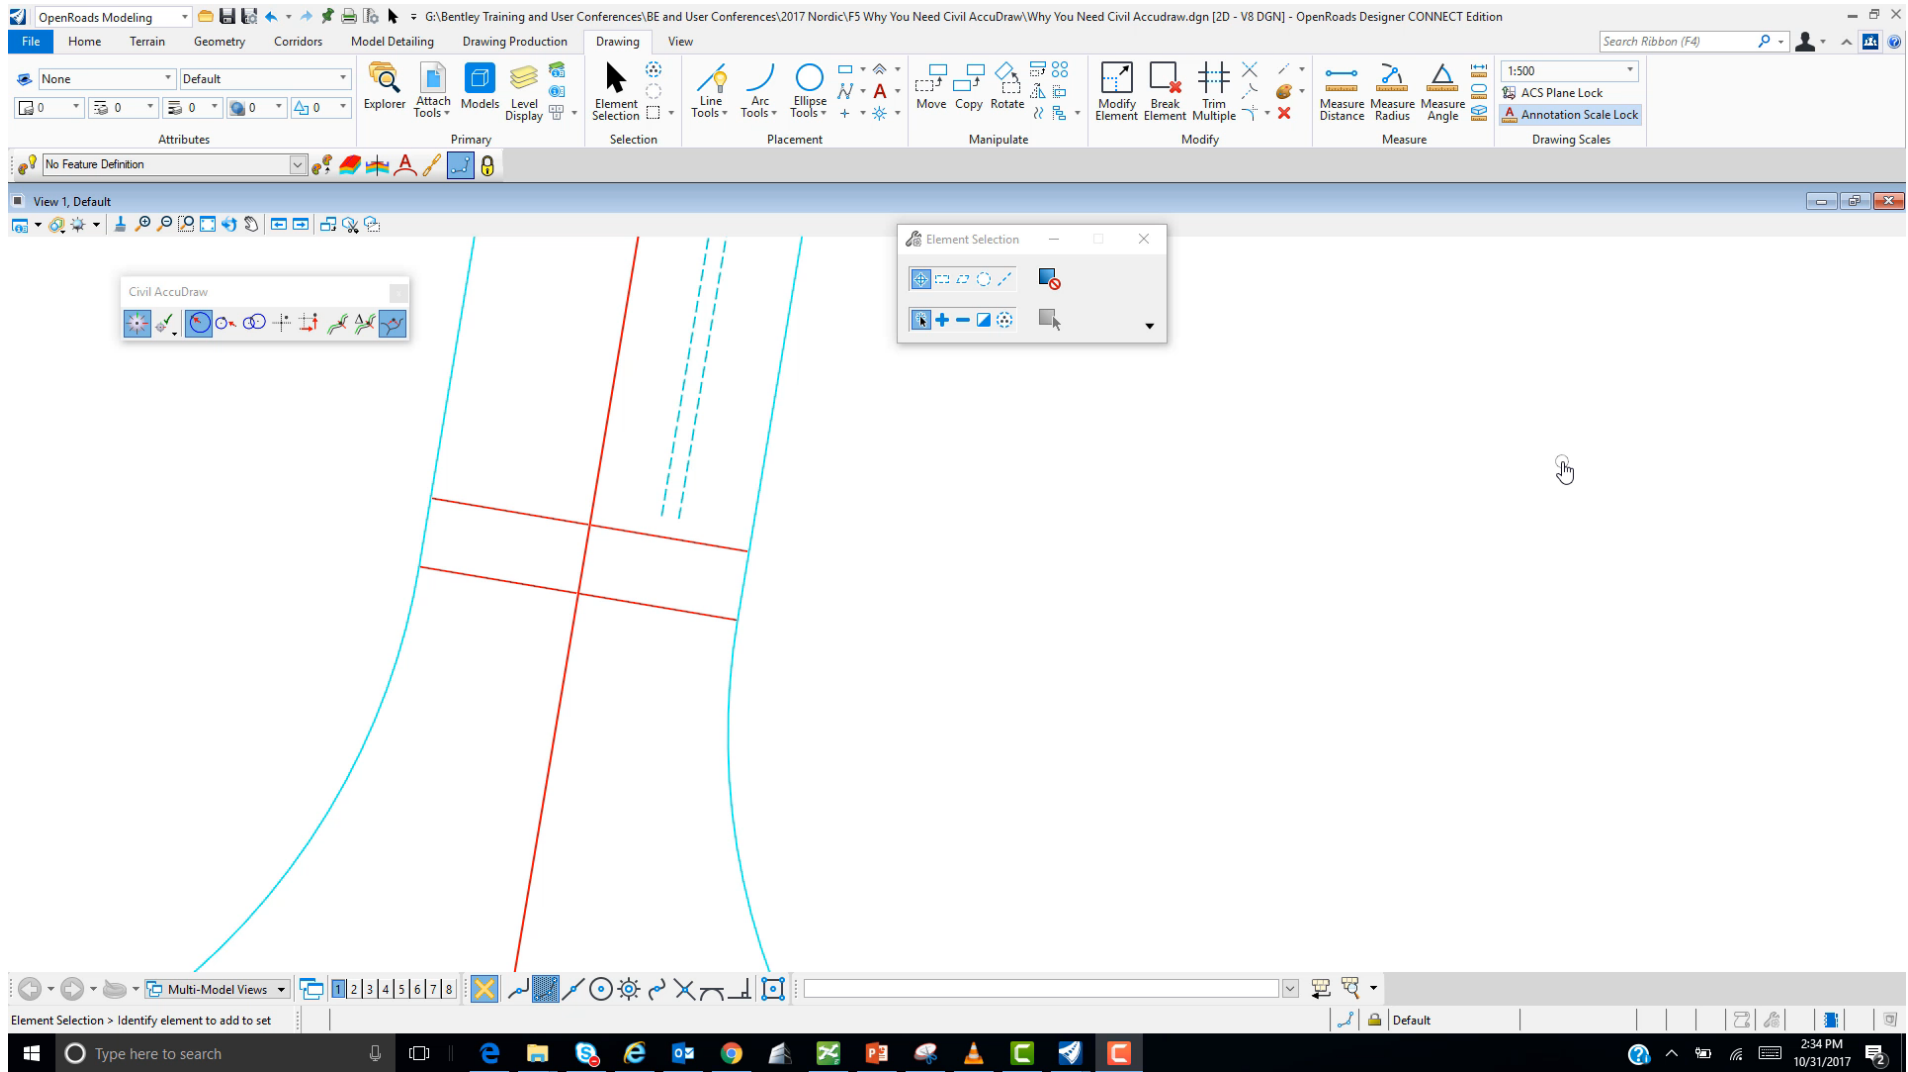 OpenRoads Modeling
G:\Bentley Training and User Conferences\BE and User Conferences\2017 Nordic\F5 Why You Need Civil AccuDraw\Why You Need Civil Accudraw.dgn [2D - V8 DGN] - OpenRoads Designer CONNECT Edition
File Home Terrain Geometry Corridors Model Detailing Drawing Production Drawing View
Search Ribbon (F4)
None Default
0 0 0 0 0
Attributes
Explorer Attach Tools Models Level Display
Primary
Element Selection
Selection
Line Tools Arc Tools Ellipse Tools
Placement
Move Copy Rotate
Manipulate
Modify Element Break Element Trim Multiple
Modify
Measure Distance Measure Radius Measure Angle
Measure
1:500
ACS Plane Lock
Annotation Scale Lock
Drawing Scales
No Feature Definition
View 1, Default
Element Selection
Civil AccuDraw
Multi-Model Views
1 2 3 4 5 6 7 8
Element Selection > Identify element to add to set
Default
Type here to search
2:34 PM
10/31/2017
2